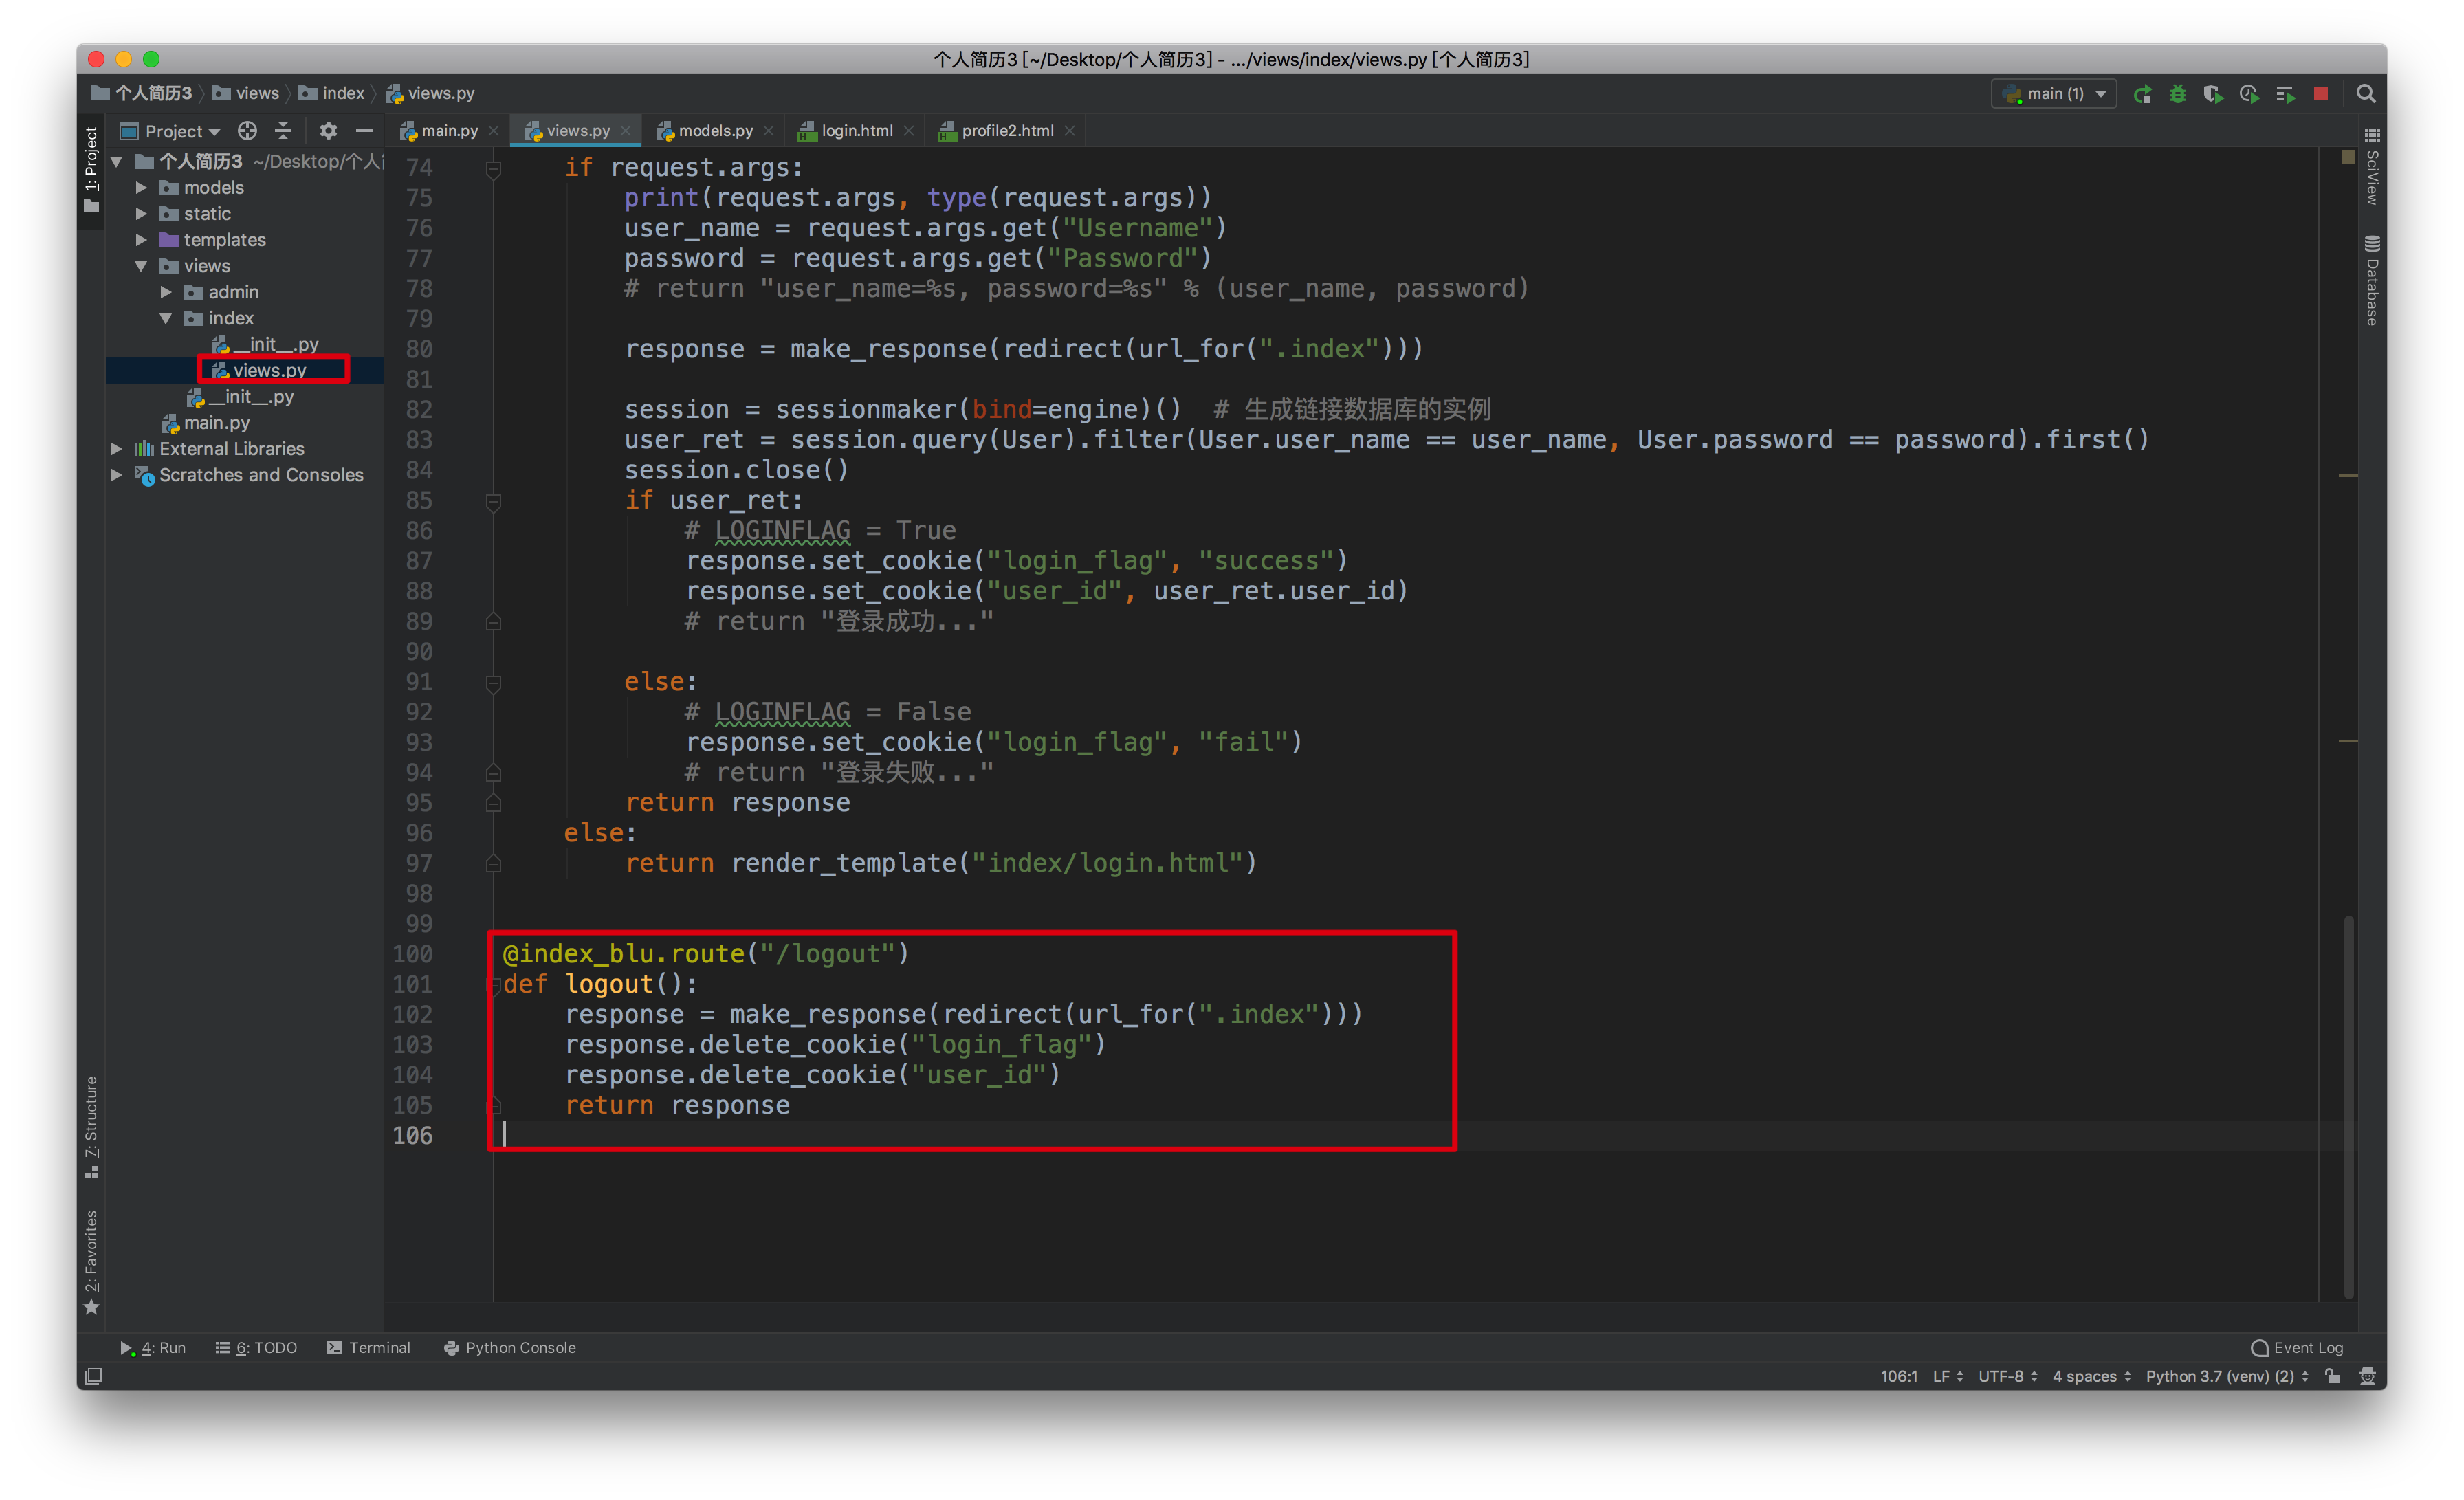 个人简历3 [~/Desktop/个人简历3] - .../views/index/views.py [个人简历3]
个人简历3 views index views.py
main (1)
Project
main.py
views.py
models.py
login.html
profile2.html
1: Project
个人简历3 ~/Desktop/个人
models
static
templates
views
admin
index
__init__.py
views.py
__init__.py
main.py
External Libraries
Scratches and Consoles
7: Structure
2: Favorites
SciView
Database
74 if request.args:
75 print(request.args, type(request.args))
76 user_name = request.args.get("Username")
77 password = request.args.get("Password")
78 # return "user_name=%s, password=%s" % (user_name, password)
79
80 response = make_response(redirect(url_for(".index")))
81
82 session = sessionmaker(bind=engine)() # 生成链接数据库的实例
83 user_ret = session.query(User).filter(User.user_name == user_name, User.password == password).first()
84 session.close()
85 if user_ret:
86 # LOGINFLAG = True
87 response.set_cookie("login_flag", "success")
88 response.set_cookie("user_id", user_ret.user_id)
89 # return "登录成功..."
90
91 else:
92 # LOGINFLAG = False
93 response.set_cookie("login_flag", "fail")
94 # return "登录失败..."
95 return response
96 else:
97 return render_template("index/login.html")
98
99
100 @index_blu.route("/logout")
101 def logout():
102 response = make_response(redirect(url_for(".index")))
103 response.delete_cookie("login_flag")
104 response.delete_cookie("user_id")
105 return response
106
4: Run
6: TODO
Terminal
Python Console
Event Log
106:1 LF UTF-8 4 spaces Python 3.7 (venv) (2)